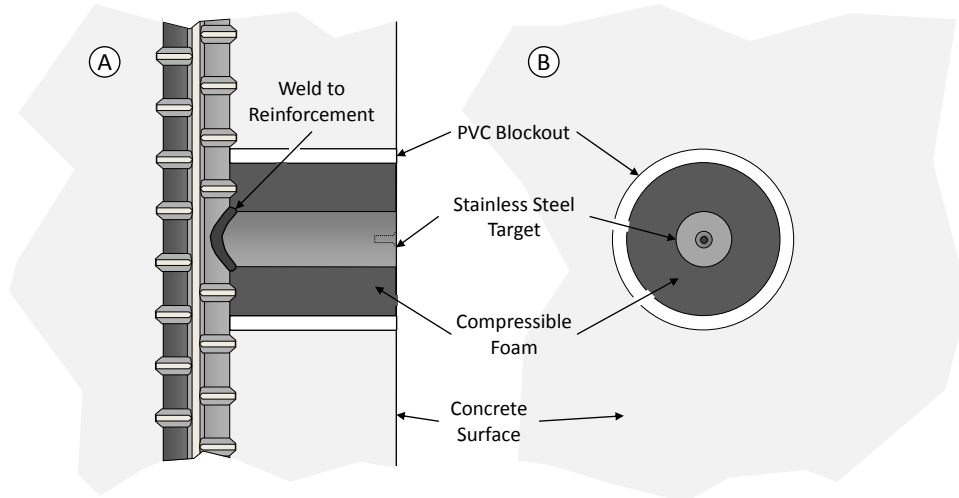 A
B
Weld to
Reinforcement
PVC Blockout
Stainless Steel
Target
Compressible
Foam
Concrete
Surface